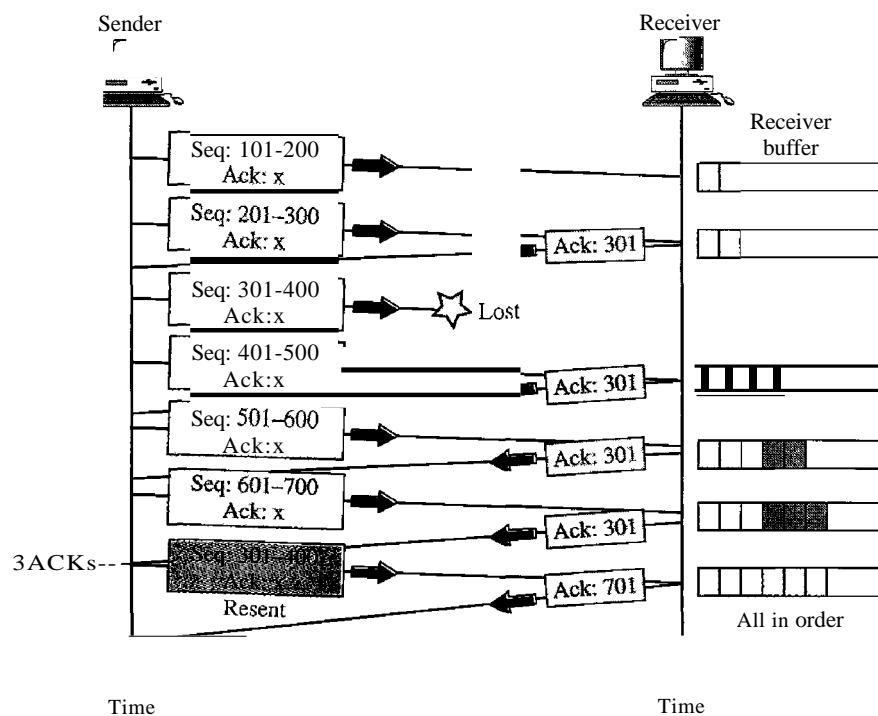 Sender
Receiver
Receiver
buffer
Seq: 101-200
Ack: x
Seq: 201-300
Ack: x
Ack: 301
Seq: 301-400
Ack:x
Lost
Seq: 401-500
Ack:x
Ack: 301
Seq: 501-600
Ack:x
Ack: 301
Seq: 601-700
Ack: x
Ack: 301
3ACKs--
Seq: 301-400
Ack: x
Resent
Ack: 701
All in order
Time
Time